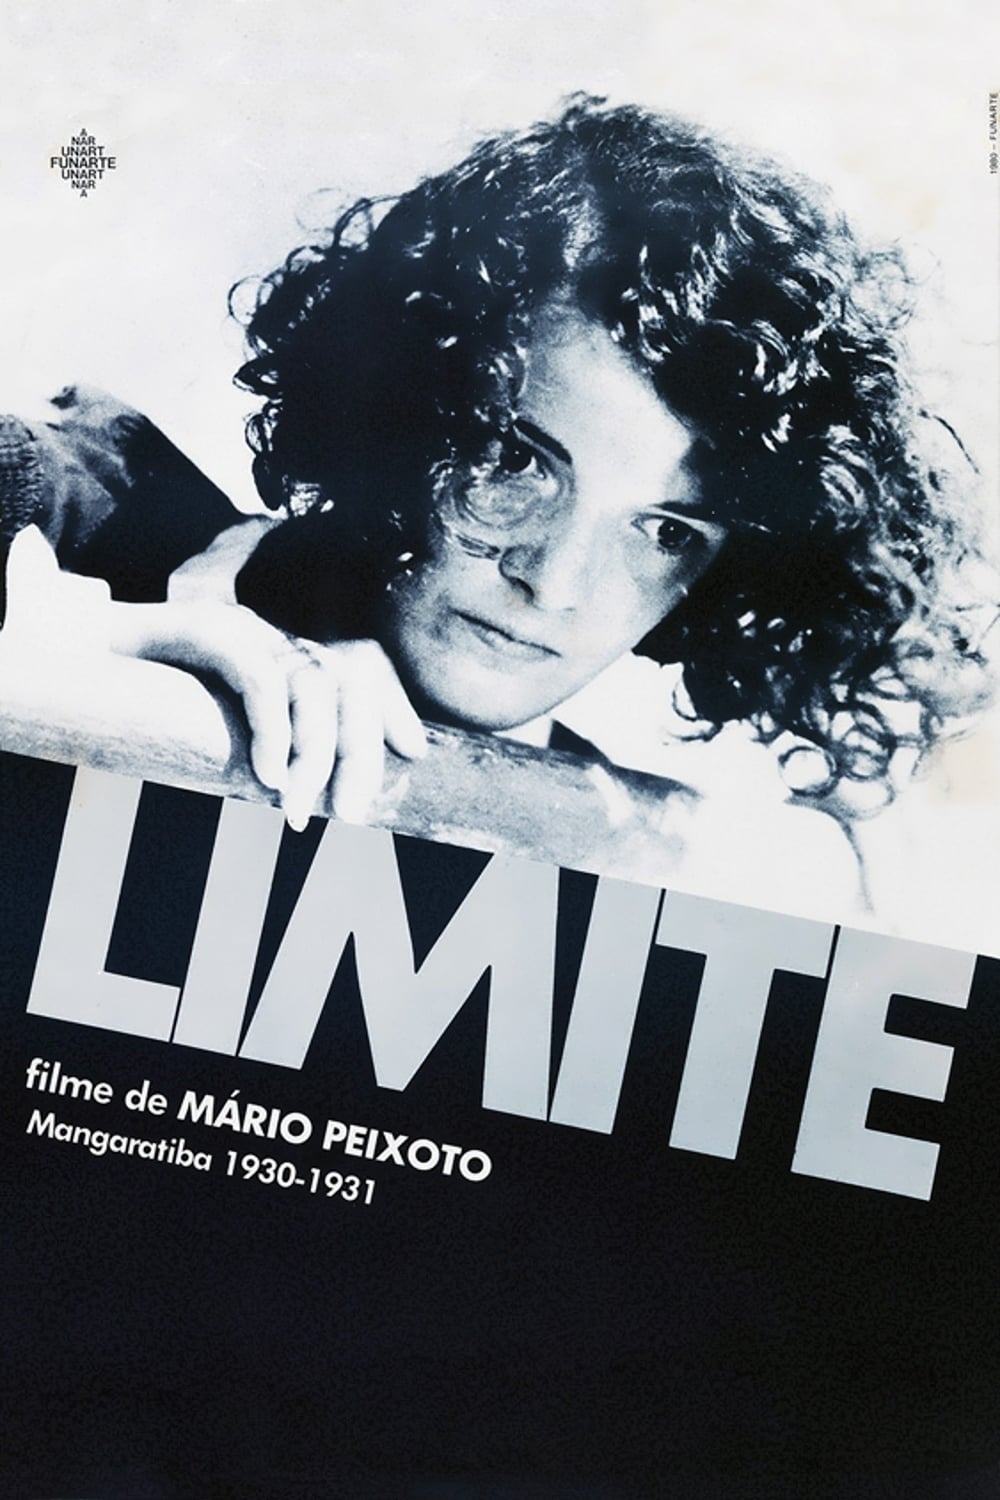 A
NAR
UNART
FUNARTE
UNART
NAR
A
1980 – FUNARTE
LIMITE
filme de MÁRIO PEIXOTO
Mangaratiba 1930-1931